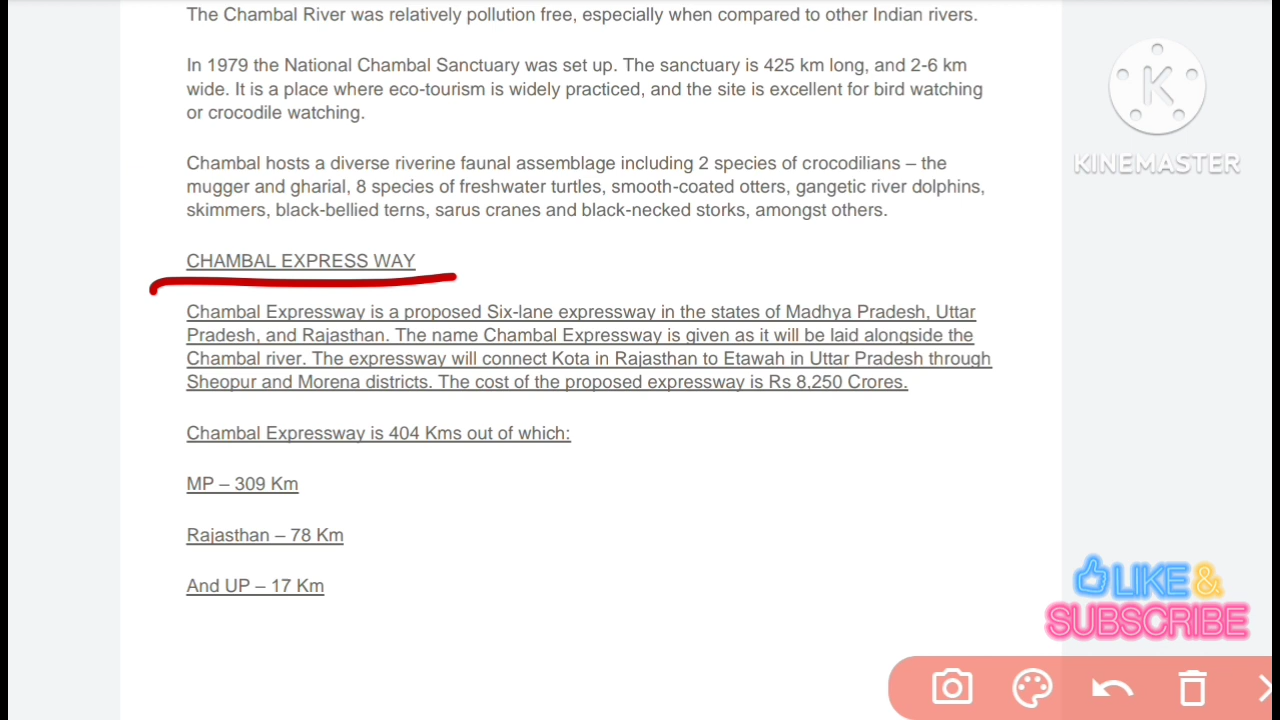 The Chambal River was relatively pollution free, especially when compared to other Indian rivers.
In 1979 the National Chambal Sanctuary was set up. The sanctuary is 425 km long, and 2-6 km
wide. It is a place where eco-tourism is widely practiced, and the site is excellent for bird watching
or crocodile watching.
Chambal hosts a diverse riverine faunal assemblage including 2 species of crocodilians – the
mugger and gharial, 8 species of freshwater turtles, smooth-coated otters, gangetic river dolphins,
skimmers, black-bellied terns, sarus cranes and black-necked storks, amongst others.
CHAMBAL EXPRESS WAY
Chambal Expressway is a proposed Six-lane expressway in the states of Madhya Pradesh, Uttar
Pradesh, and Rajasthan. The name Chambal Expressway is given as it will be laid alongside the
Chambal river. The expressway will connect Kota in Rajasthan to Etawah in Uttar Pradesh through
Sheopur and Morena districts. The cost of the proposed expressway is Rs 8,250 Crores.
Chambal Expressway is 404 Kms out of which:
MP – 309 Km
Rajasthan – 78 Km
And UP – 17 Km
K
KINEMASTER
LIKE &
SUBSCRIBE